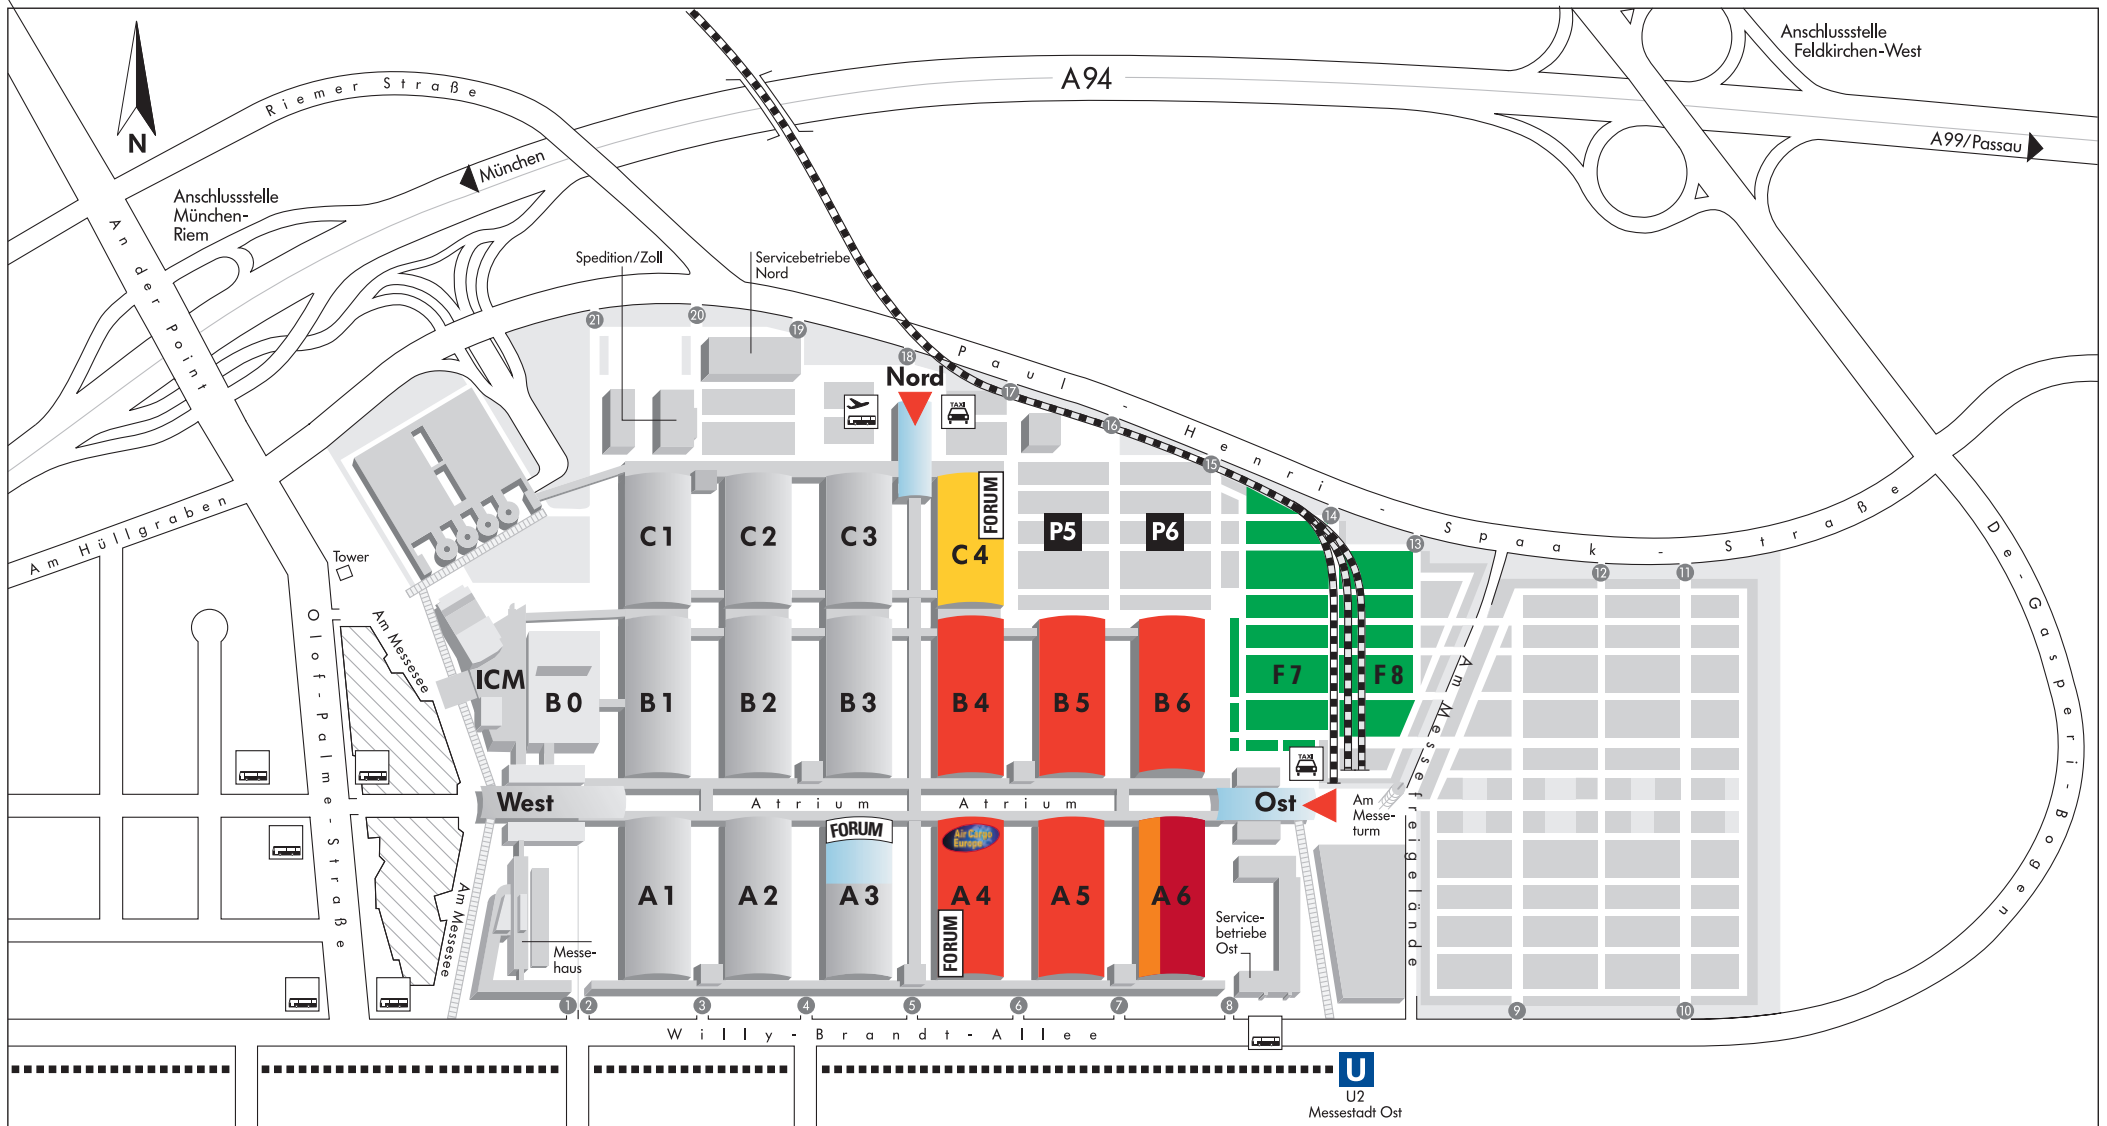 Anschlussstelle
Feldkirchen-West
A94
A99/Passau
Riemer Straße
N
München
Anschlussstelle
München-
Riem
An der Point
Spedition/Zoll
Servicebetriebe
Nord
21
20
19
18
Nord
TAXI
17
16
15
14
13
12
11
Paul-Henri-Spaak-Straße
De-Gasperi-Bogen
Am Hüllgraben
Tower
Am Messesee
Olof-Palme-Straße
C1
C2
C3
C4
FORUM
P5
P6
ICM
B0
B1
B2
B3
B4
B5
B6
F7
F8
Am Messefreigelände
TAXI
West
Atrium
Atrium
Ost
Am
Messe-
turm
FORUM
Air Cargo
Europe
A1
A2
A3
A4
A5
A6
FORUM
Am Messesee
Messe-
haus
Service-
betriebe
Ost
1
2
3
4
5
6
7
8
9
10
Willy-Brandt-Allee
U
U2
Messestadt Ost